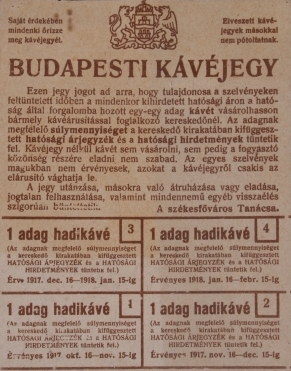 Saját érdekében
mindenki őrizze
meg kávéjegyét.
Elveszett kávé-
jegyek másokkal
nem pótoltatnak.
BUDAPESTI KÁVÉJEGY
Ezen jegy jogot ad arra, hogy tulajdonosa a szelvényeken
feltüntetett időben a mindenkor kihirdetett hatósági áron a ható-
ság által forgalomba hozott egy-egy adag kávét vásárolhasson
bármely kávéárusítással foglalkozó kereskedőnél. Az adagnak
megfelelő súlymennyiséget a kereskedő kirakatában kifüggesz-
tett hatósági árjegyzék és a hatósági hirdetmények tüntetik
fel. Kávéjegy nélkül kávét sem vásárolni, sem pedig a fogyasztó
közönség részére eladni nem szabad. Az egyes szelvények
magukban nem érvényesek, azokat a kávéjegyről csakis az
elárusító vághatja le.
A jegy utánzása, másokra való átruházása vagy eladása,
jogtalan felhasználása, valamint mindennemű egyéb visszaélés
szigorúan büntettetik.
A székesfőváros Tanácsa.
1 adag hadikávé 3
(Az adagnak megfelelő súlymennyiséget
a kereskedő kirakatában kifüggesztett
HATÓSÁGI ÁRJEGYZÉK és a HATÓSÁGI
HIRDETMÉNYEK tüntetik fel.)
1917. dec. 16—1918. jan. 15-ig
1 adag hadikávé 4
(Az adagnak megfelelő súlymennyiséget
a kereskedő kirakatában kifüggesztett
HATÓSÁGI ÁRJEGYZÉK és a HATÓSÁGI
HIRDETMÉNYEK tüntetik fel.)
Érvényes 1918. jan. 16—febr. 15-ig
1 adag hadikávé 1
(Az adagnak megfelelő súlymennyiséget
a kereskedő kirakatában kifüggesztett
HATÓSÁGI ÁRJEGYZÉK és a HATÓSÁGI
HIRDETMÉNYEK tüntetik fel.)
Érvényes 1917. okt. 16—nov. 15-ig
1 adag hadikávé 2
(Az adagnak megfelelő súlymennyiséget
a kereskedő kirakatában kifüggesztett
HATÓSÁGI ÁRJEGYZÉK és a HATÓSÁGI
HIRDETMÉNYEK tüntetik fel.)
Érvényes 1917. nov. 16—dec. 15-ig